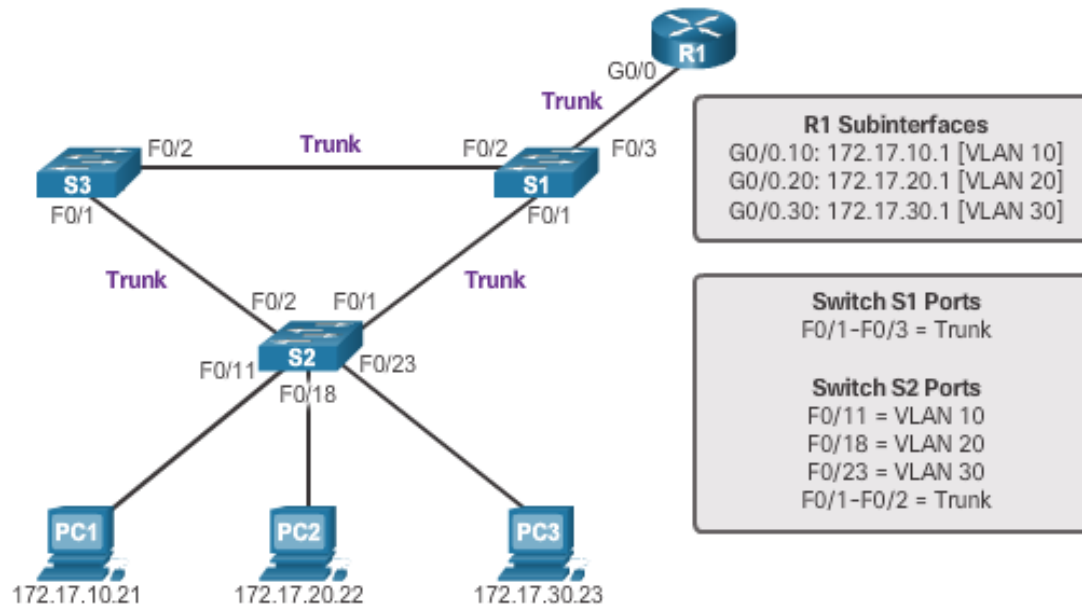 R1
G0/0
Trunk
Trunk
F0/2
F0/2
F0/3
S3
S1
F0/1
F0/1
Trunk
Trunk
F0/2
F0/1
S2
F0/11
F0/23
F0/18
PC1
PC2
PC3
172.17.10.21
172.17.20.22
172.17.30.23
R1 Subinterfaces
G0/0.10: 172.17.10.1 [VLAN 10]
G0/0.20: 172.17.20.1 [VLAN 20]
G0/0.30: 172.17.30.1 [VLAN 30]
Switch S1 Ports
F0/1-F0/3 = Trunk
Switch S2 Ports
F0/11 = VLAN 10
F0/18 = VLAN 20
F0/23 = VLAN 30
F0/1-F0/2 = Trunk